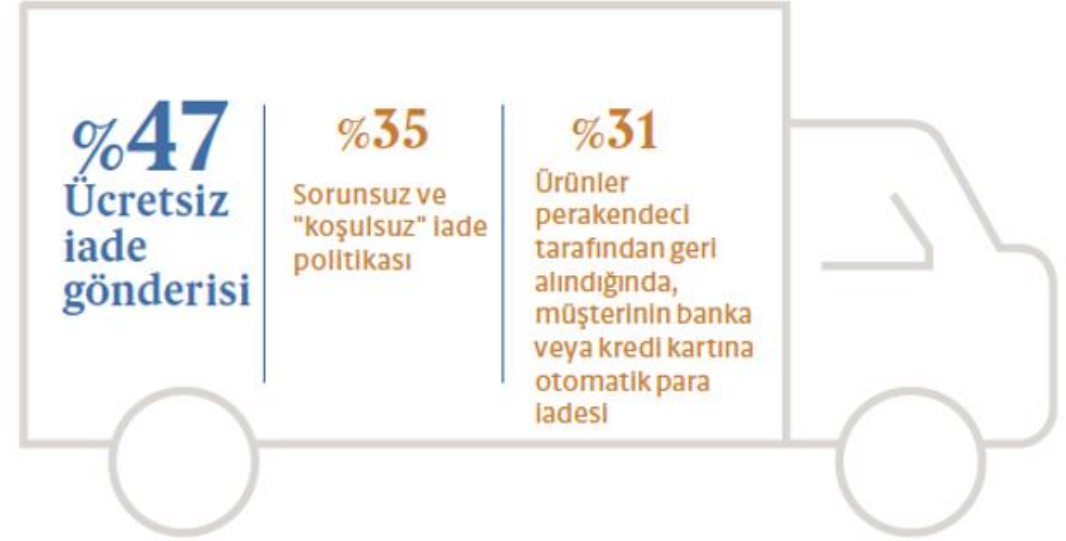 %47
Ücretsiz
iade
gönderisi
%35
Sorunsuz ve
"koşulsuz" iade
politikası
%31
Ürünler
perakendeci
tarafından geri
alındığında,
müşterinin banka
veya kredi kartına
otomatik para
iadesi